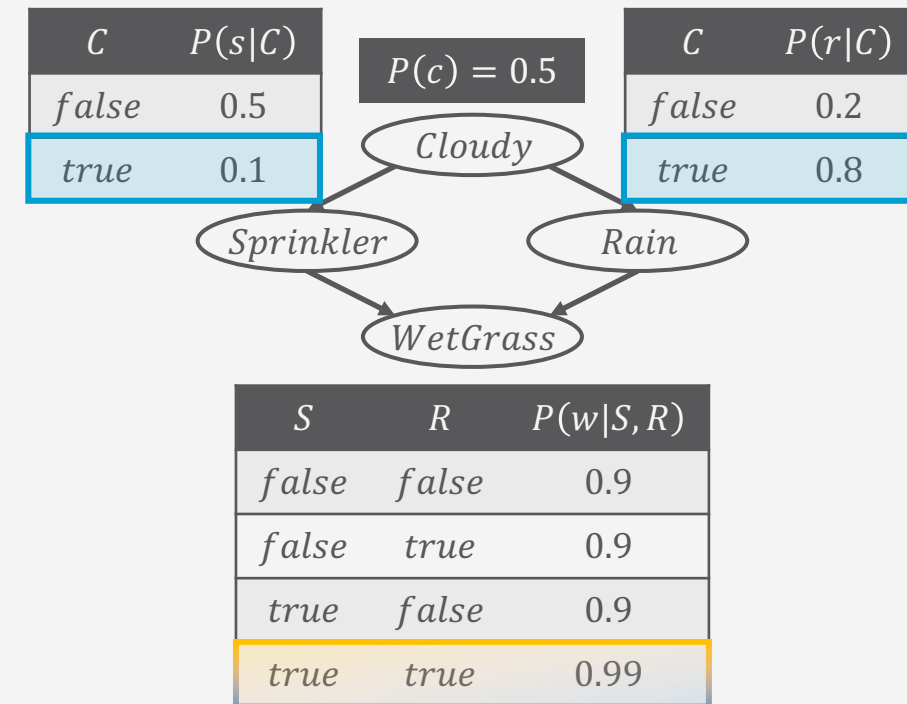 C P(s|C)
false 0.5
true 0.1
P(c) = 0.5
C P(r|C)
false 0.2
true 0.8
Cloudy
Sprinkler Rain
WetGrass
S R P(w|S, R)
false false 0.9
false true 0.9
true false 0.9
true true 0.99